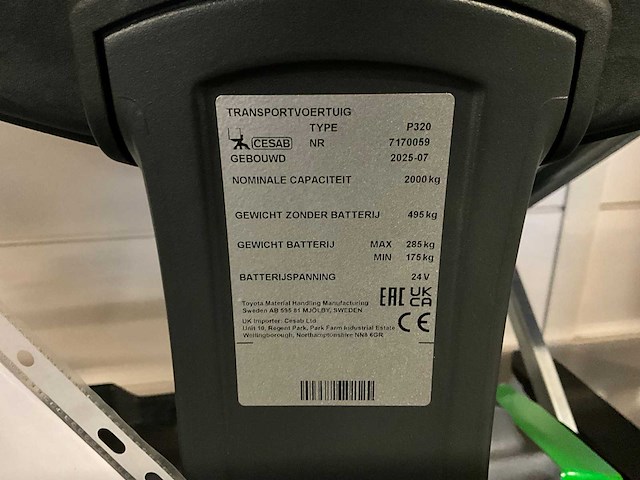 TRANSPORTVOERTUIG
TYPE P320
CESAB NR 7170059
GEBOUWD 2025-07
NOMINALE CAPACITEIT 2000 kg
GEWICHT ZONDER BATTERIJ 495 kg
GEWICHT BATTERIJ MAX 285 kg
MIN 175 kg
BATTERIJSPANNING 24 V
EAC UK CA
Toyota Material Handling Manufacturing
Sweden AB 595 81 MJÖLBY, SWEDEN
UK Importer: Cesab Ltd
Unit 10, Regent Park, Park Farm Industrial Estate
Wellingborough, Northamptonshire NN8 6GR
CE